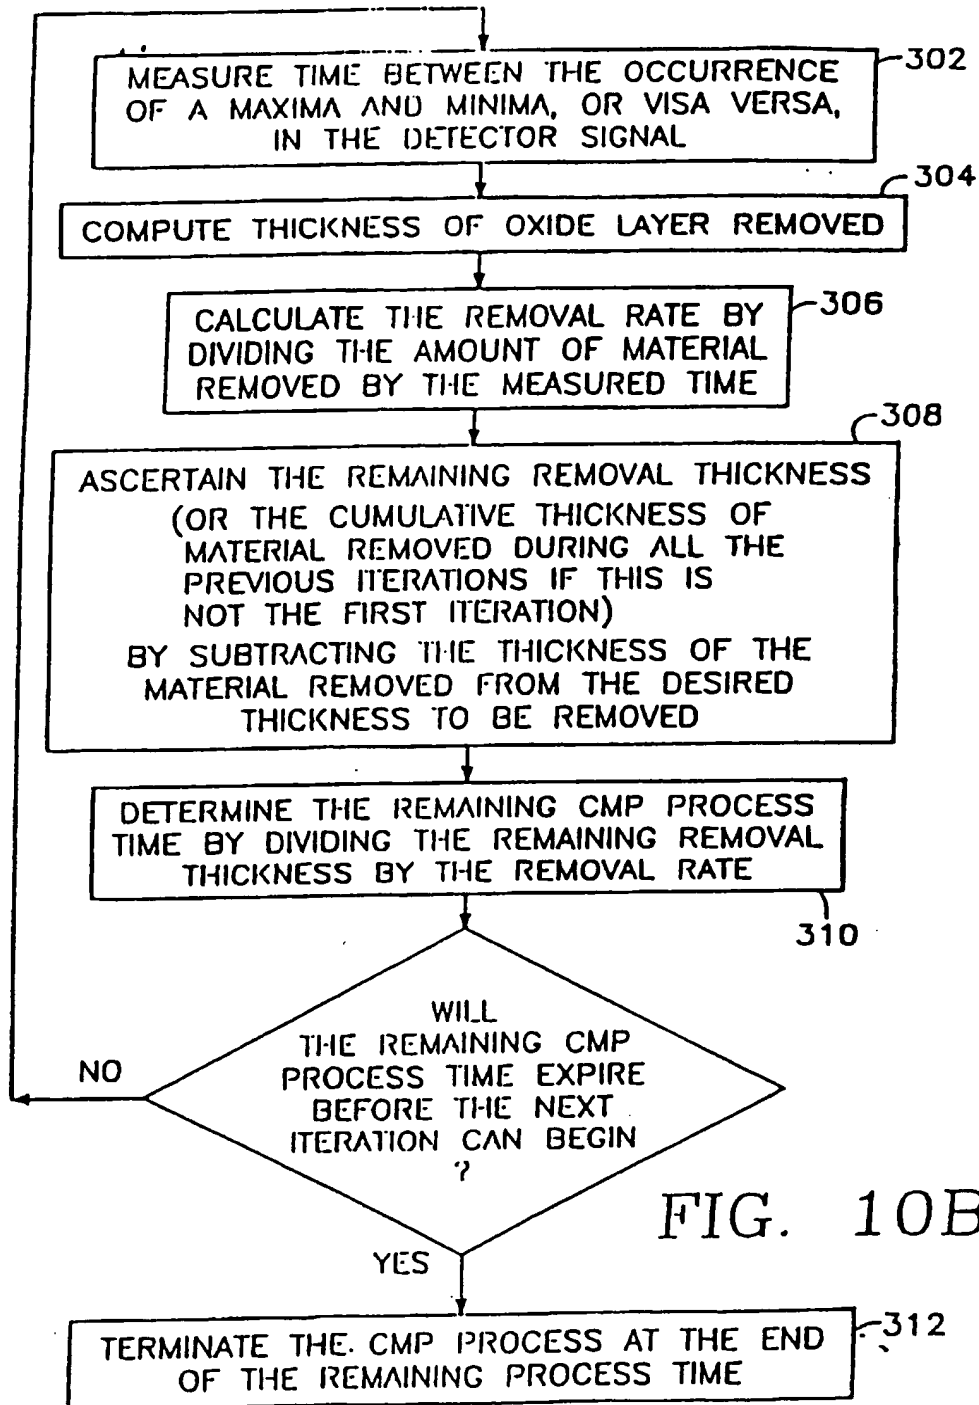 MEASURE TIME BETWEEN THE OCCURRENCE
OF A MAXIMA AND MINIMA, OR VISA VERSA,
IN THE DETECTOR SIGNAL
302
COMPUTE THICKNESS OF OXIDE LAYER REMOVED
304
CALCULATE THE REMOVAL RATE BY
DIVIDING THE AMOUNT OF MATERIAL
REMOVED BY THE MEASURED TIME
306
ASCERTAIN THE REMAINING REMOVAL THICKNESS
(OR THE CUMULATIVE THICKNESS OF
MATERIAL REMOVED DURING ALL THE
PREVIOUS ITERATIONS IF THIS IS
NOT THE FIRST ITERATION)
BY SUBTRACTING THE THICKNESS OF THE
MATERIAL REMOVED FROM THE DESIRED
THICKNESS TO BE REMOVED
308
DETERMINE THE REMAINING CMP PROCESS
TIME BY DIVIDING THE REMAINING REMOVAL
THICKNESS BY THE REMOVAL RATE
310
WILL
THE REMAINING CMP
PROCESS TIME EXPIRE
BEFORE THE NEXT
ITERATION CAN BEGIN
?
NO
YES
FIG. 10B
TERMINATE THE CMP PROCESS AT THE END
OF THE REMAINING PROCESS TIME
312